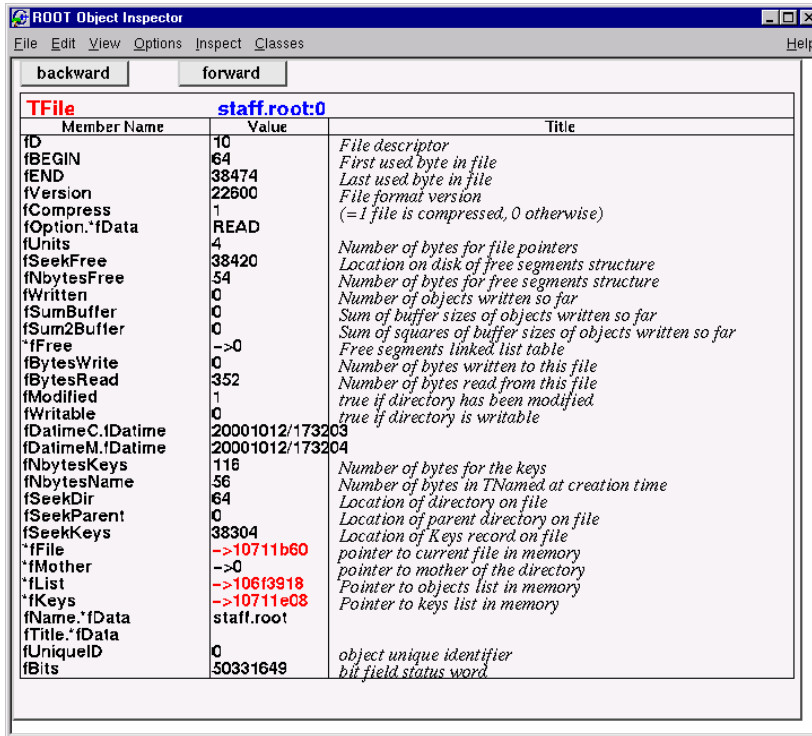 ROOT Object Inspector
File Edit View Options Inspect Classes Help
backward forward
TFile staff.root:0
Member Name Value Title
fD 10 File descriptor
fBEGIN 64 First used byte in file
fEND 38474 Last used byte in file
fVersion 22600 File format version
fCompress 1 (=1 file is compressed, 0 otherwise)
fOption.*fData READ
fUnits 4 Number of bytes for file pointers
fSeekFree 38420 Location on disk of free segments structure
fNbytesFree 54 Number of bytes for free segments structure
fWritten 0 Number of objects written so far
fSumBuffer 0 Sum of buffer sizes of objects written so far
fSum2Buffer 0 Sum of squares of buffer sizes of objects written so far
*fFree ->0 Free segments linked list table
fBytesWrite 0 Number of bytes written to this file
fBytesRead 352 Number of bytes read from this file
fModified 1 true if directory has been modified
fWritable 0 true if directory is writable
fDatimeC.fDatime 20001012/173203
fDatimeM.fDatime 20001012/173204
fNbytesKeys 116 Number of bytes for the keys
fNbytesName 56 Number of bytes in TNamed at creation time
fSeekDir 64 Location of directory on file
fSeekParent 0 Location of parent directory on file
fSeekKeys 38304 Location of Keys record on file
*fFile ->10711b60 pointer to current file in memory
*fMother ->0 pointer to mother of the directory
*fList ->106f3918 Pointer to objects list in memory
*fKeys ->10711e08 Pointer to keys list in memory
fName.*fData staff.root
fTitle.*fData
fUniqueID 0 object unique identifier
fBits 50331649 bit field status word